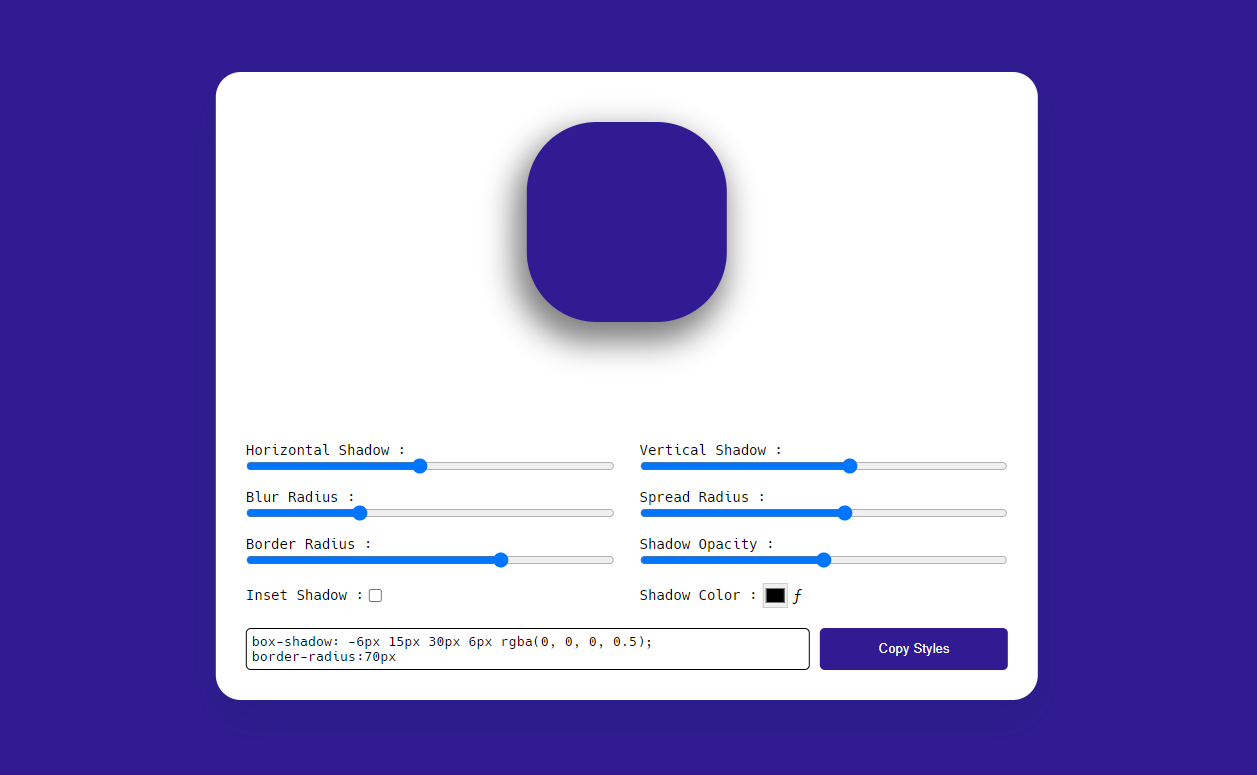 Horizontal Shadow :
Vertical Shadow :
Blur Radius :
Spread Radius :
Border Radius :
Shadow Opacity :
Inset Shadow :
Shadow Color : ƒ
box-shadow: -6px 15px 30px 6px rgba(0, 0, 0, 0.5);
border-radius:70px
Copy Styles